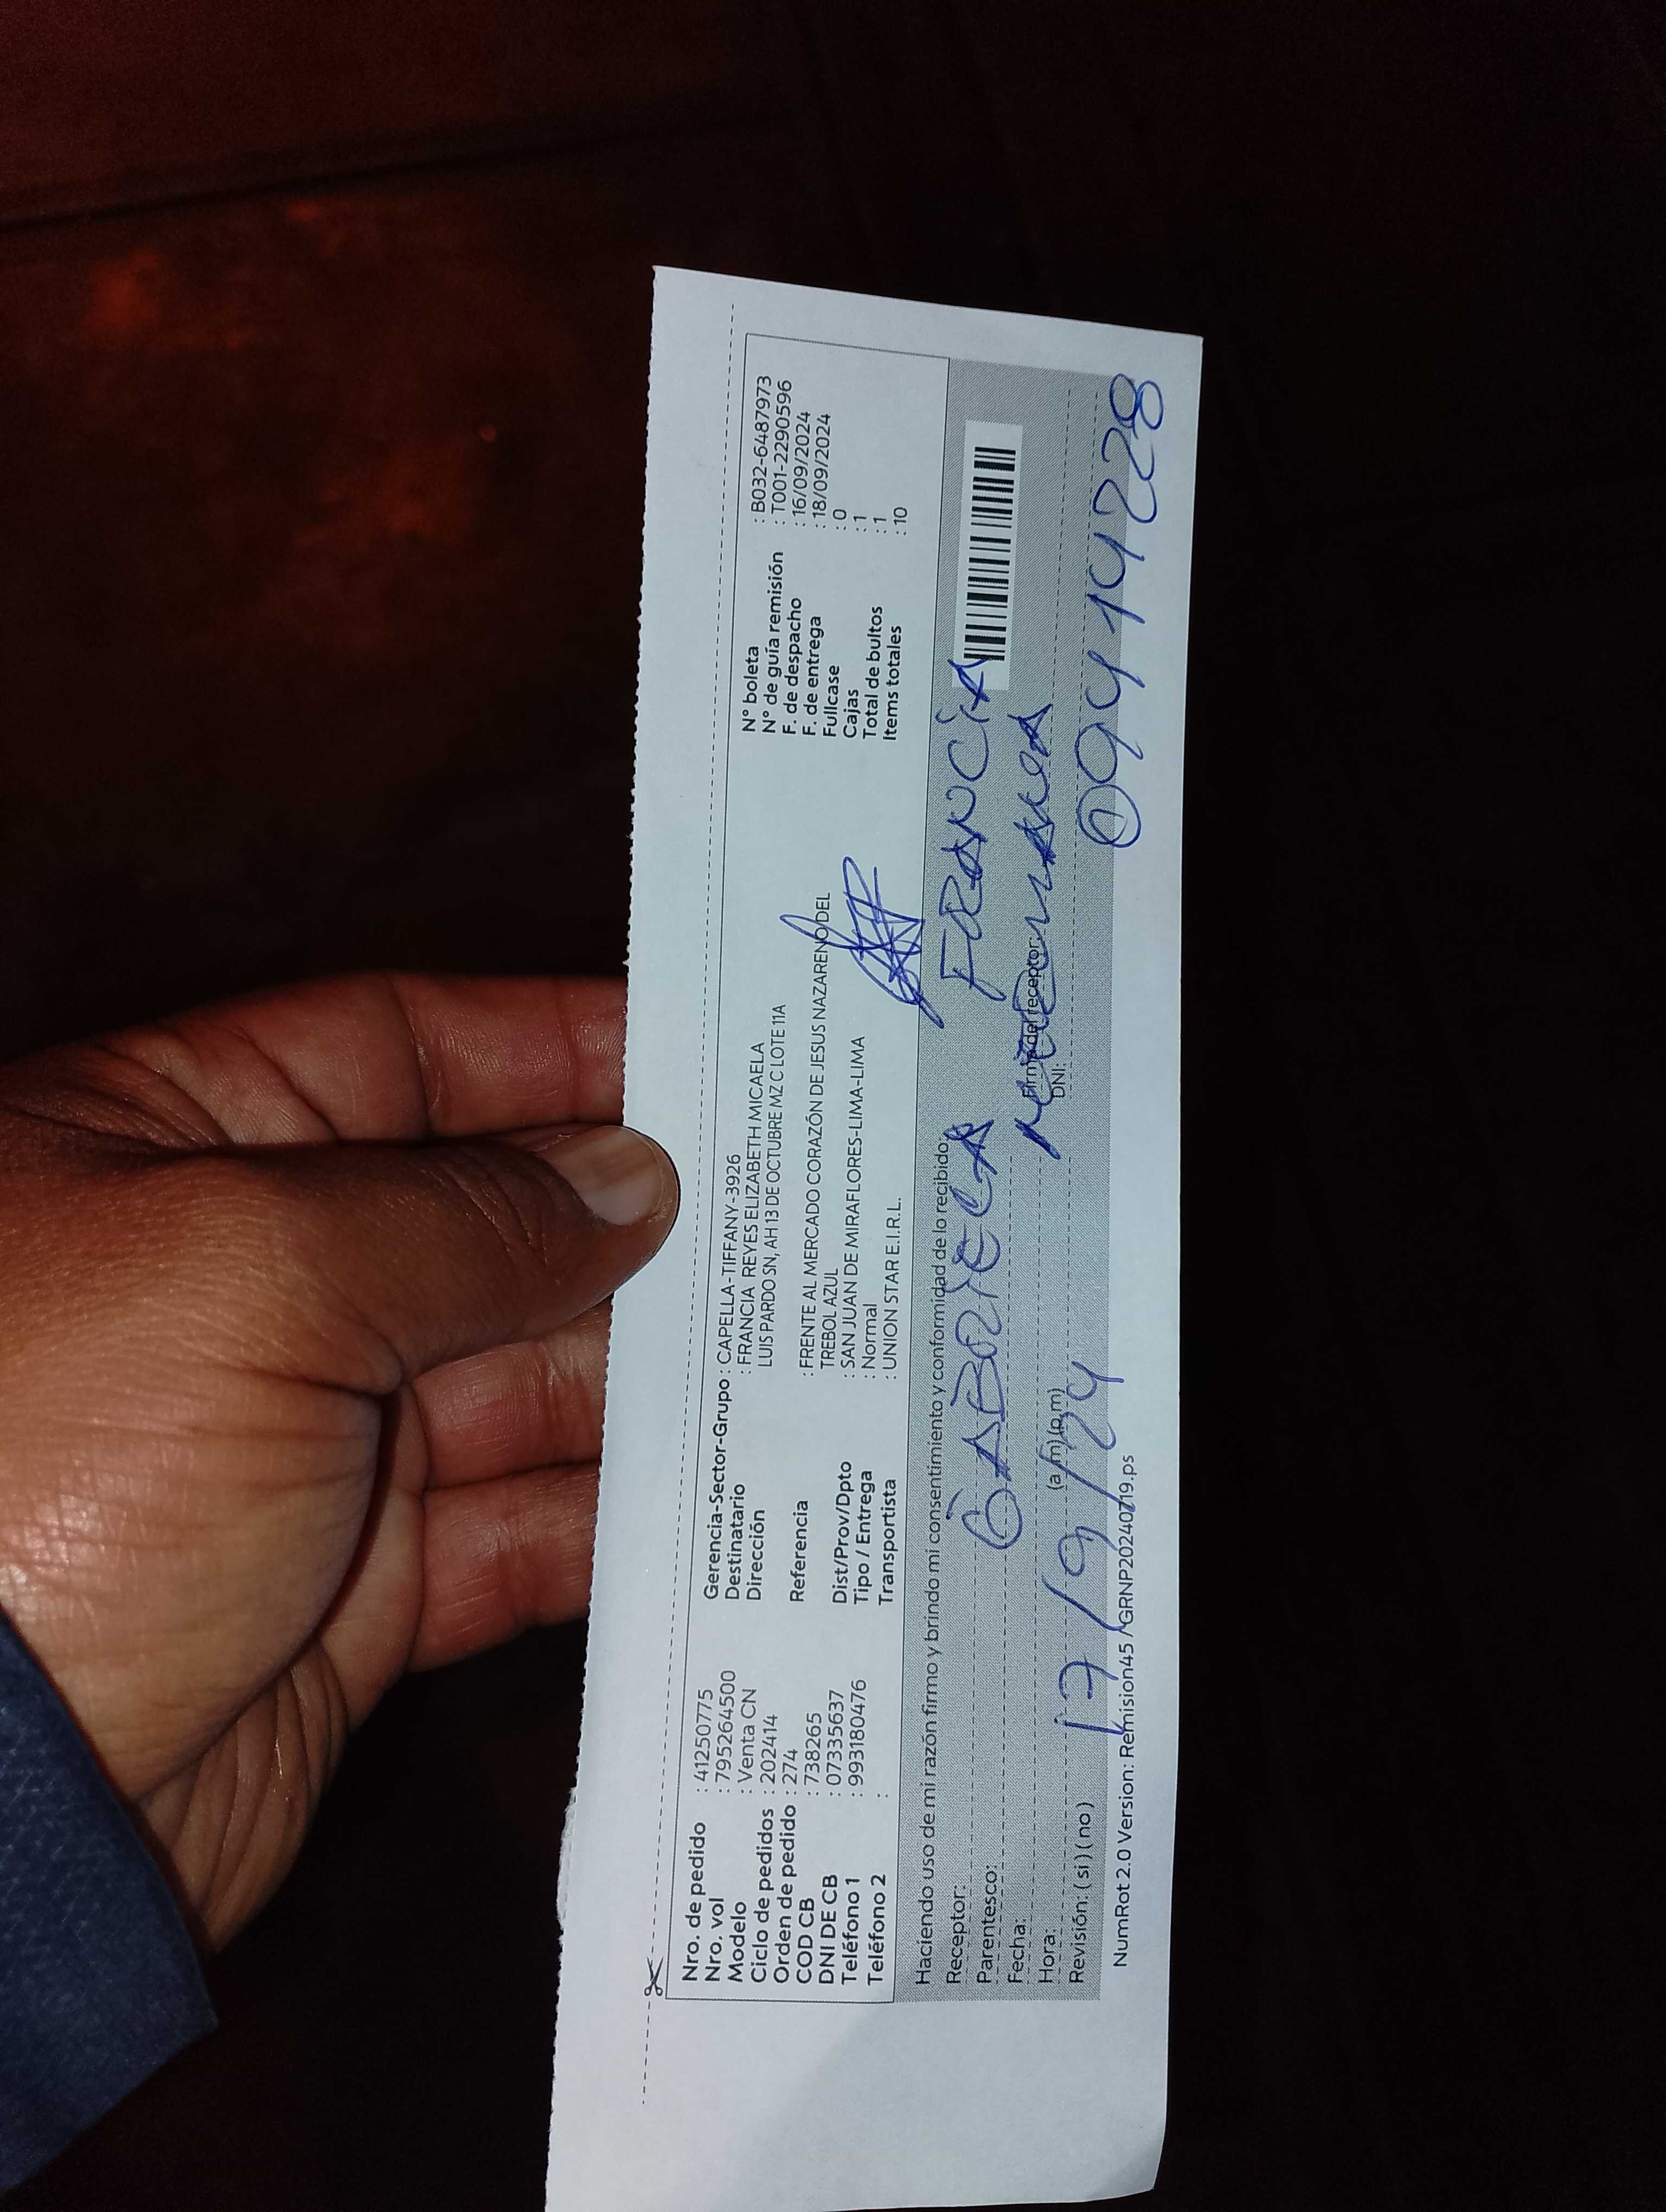 Nro. de pedido : 41250775
Nro. vol : 795264500
Modelo : Venta CN
Ciclo de pedidos : 202414
Orden de pedido : 274
COD CB : 738265
DNI DE CB : 07335637
Teléfono 1 : 993180476
Teléfono 2 :
Gerencia-Sector-Grupo : CAPELLA-TIFFANY-3926
Destinatario : FRANCIA REYES ELIZABETH MICAELA
Dirección LUIS PARDO SN, AH 13 DE OCTUBRE MZ C LOTE 11A
Referencia : FRENTE AL MERCADO CORAZÓN DE JESUS NAZARENO DEL
TREBOL AZUL
Dist/Prov/Dpto : SAN JUAN DE MIRAFLORES-LIMA-LIMA
Tipo / Entrega : Normal
Transportista : UNION STAR E.I.R.L.
N° boleta : B032-6487973
N° de guía remisión : T001-2290596
F. de despacho : 16/09/2024
F. de entrega : 18/09/2024
Fullcase : 0
Cajas : 1
Total de bultos : 1
Items totales : 10
Haciendo uso de mi razón firmo y brindo mi consentimiento y conformidad de lo recibido:
Receptor:
Parentesco: FRANCIA
Fecha:
Hora: (a.m)(p.m) Firma del receptor:
17/9/24
Revisión: ( si ) ( no ) DNI: 09414228
NumRot 2.0 Version: Remision45 /GRNP20240719.ps